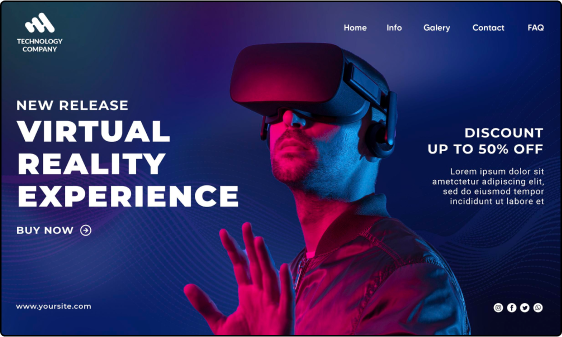 TECHNOLOGY
COMPANY
Home Info Galery Contact FAQ
NEW RELEASE
VIRTUAL
REALITY
EXPERIENCE
BUY NOW
DISCOUNT
UP TO 50% OFF
Lorem ipsum dolor sit
ametctetur adipiscing elit,
sed do eiusmod tempor
incididunt ut labore et
www.yoursite.com